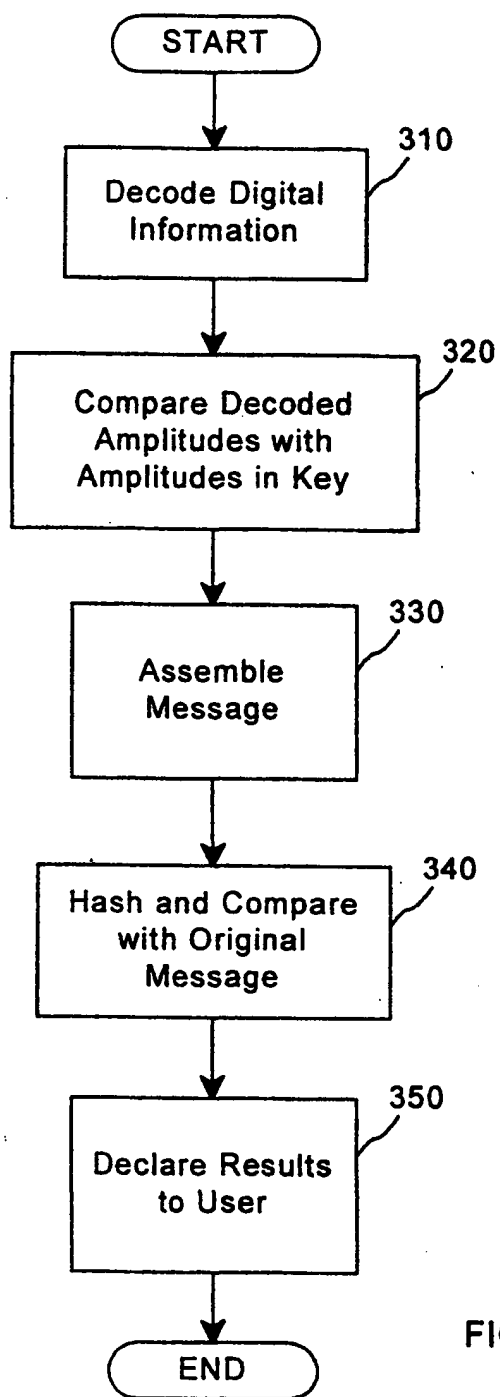 START
310
Decode Digital
Information
320
Compare Decoded
Amplitudes with
Amplitudes in Key
330
Assemble
Message
340
Hash and Compare
with Original
Message
350
Declare Results
to User
END